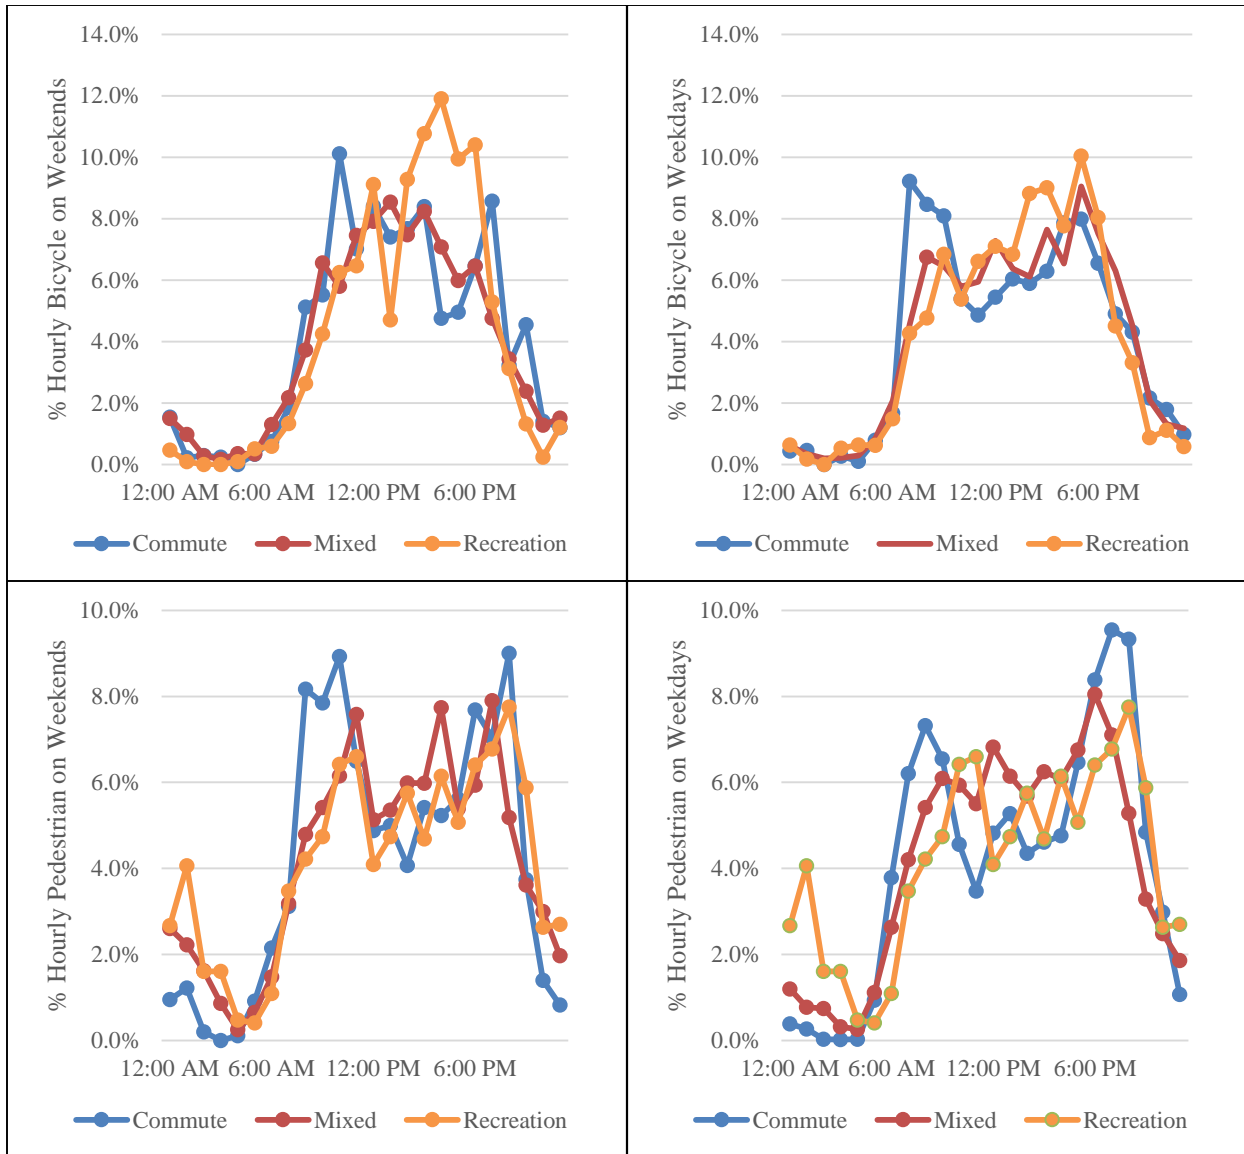 % Hourly Bicycle on Weekends
14.0%
12.0%
10.0%
8.0%
6.0%
4.0%
2.0%
0.0%
12:00 AM 6:00 AM 12:00 PM 6:00 PM
Commute Mixed Recreation
% Hourly Bicycle on Weekdays
14.0%
12.0%
10.0%
8.0%
6.0%
4.0%
2.0%
0.0%
12:00 AM 6:00 AM 12:00 PM 6:00 PM
Commute Mixed Recreation
% Hourly Pedestrian on Weekends
10.0%
8.0%
6.0%
4.0%
2.0%
0.0%
12:00 AM 6:00 AM 12:00 PM 6:00 PM
Commute Mixed Recreation
% Hourly Pedestrian on Weekdays
10.0%
8.0%
6.0%
4.0%
2.0%
0.0%
12:00 AM 6:00 AM 12:00 PM 6:00 PM
Commute Mixed Recreation